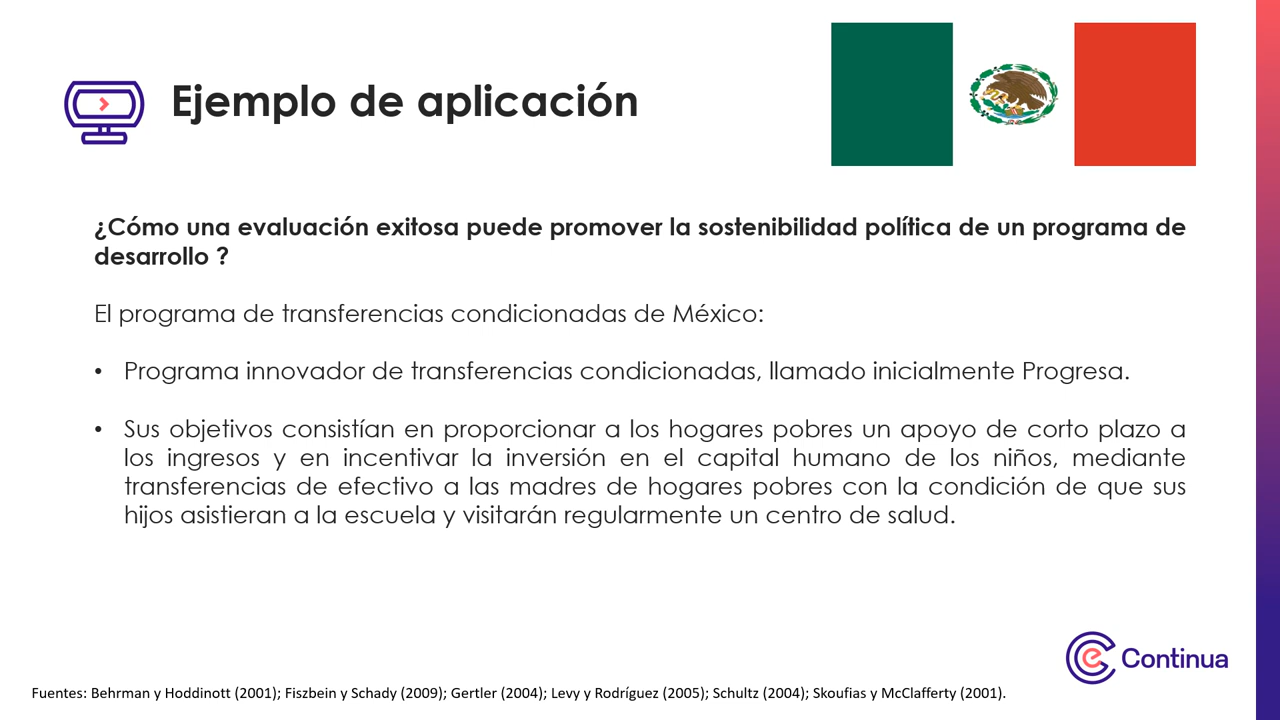 Ejemplo de aplicación
¿Cómo una evaluación exitosa puede promover la sostenibilidad política de un programa de
desarrollo ?
El programa de transferencias condicionadas de México:
• Programa innovador de transferencias condicionadas, llamado inicialmente Progresa.
• Sus objetivos consistían en proporcionar a los hogares pobres un apoyo de corto plazo a
los ingresos y en incentivar la inversión en el capital humano de los niños, mediante
transferencias de efectivo a las madres de hogares pobres con la condición de que sus
hijos asistieran a la escuela y visitarán regularmente un centro de salud.
Continua
Fuentes: Behrman y Hoddinott (2001); Fiszbein y Schady (2009); Gertler (2004); Levy y Rodríguez (2005); Schultz (2004); Skoufias y McClafferty (2001).